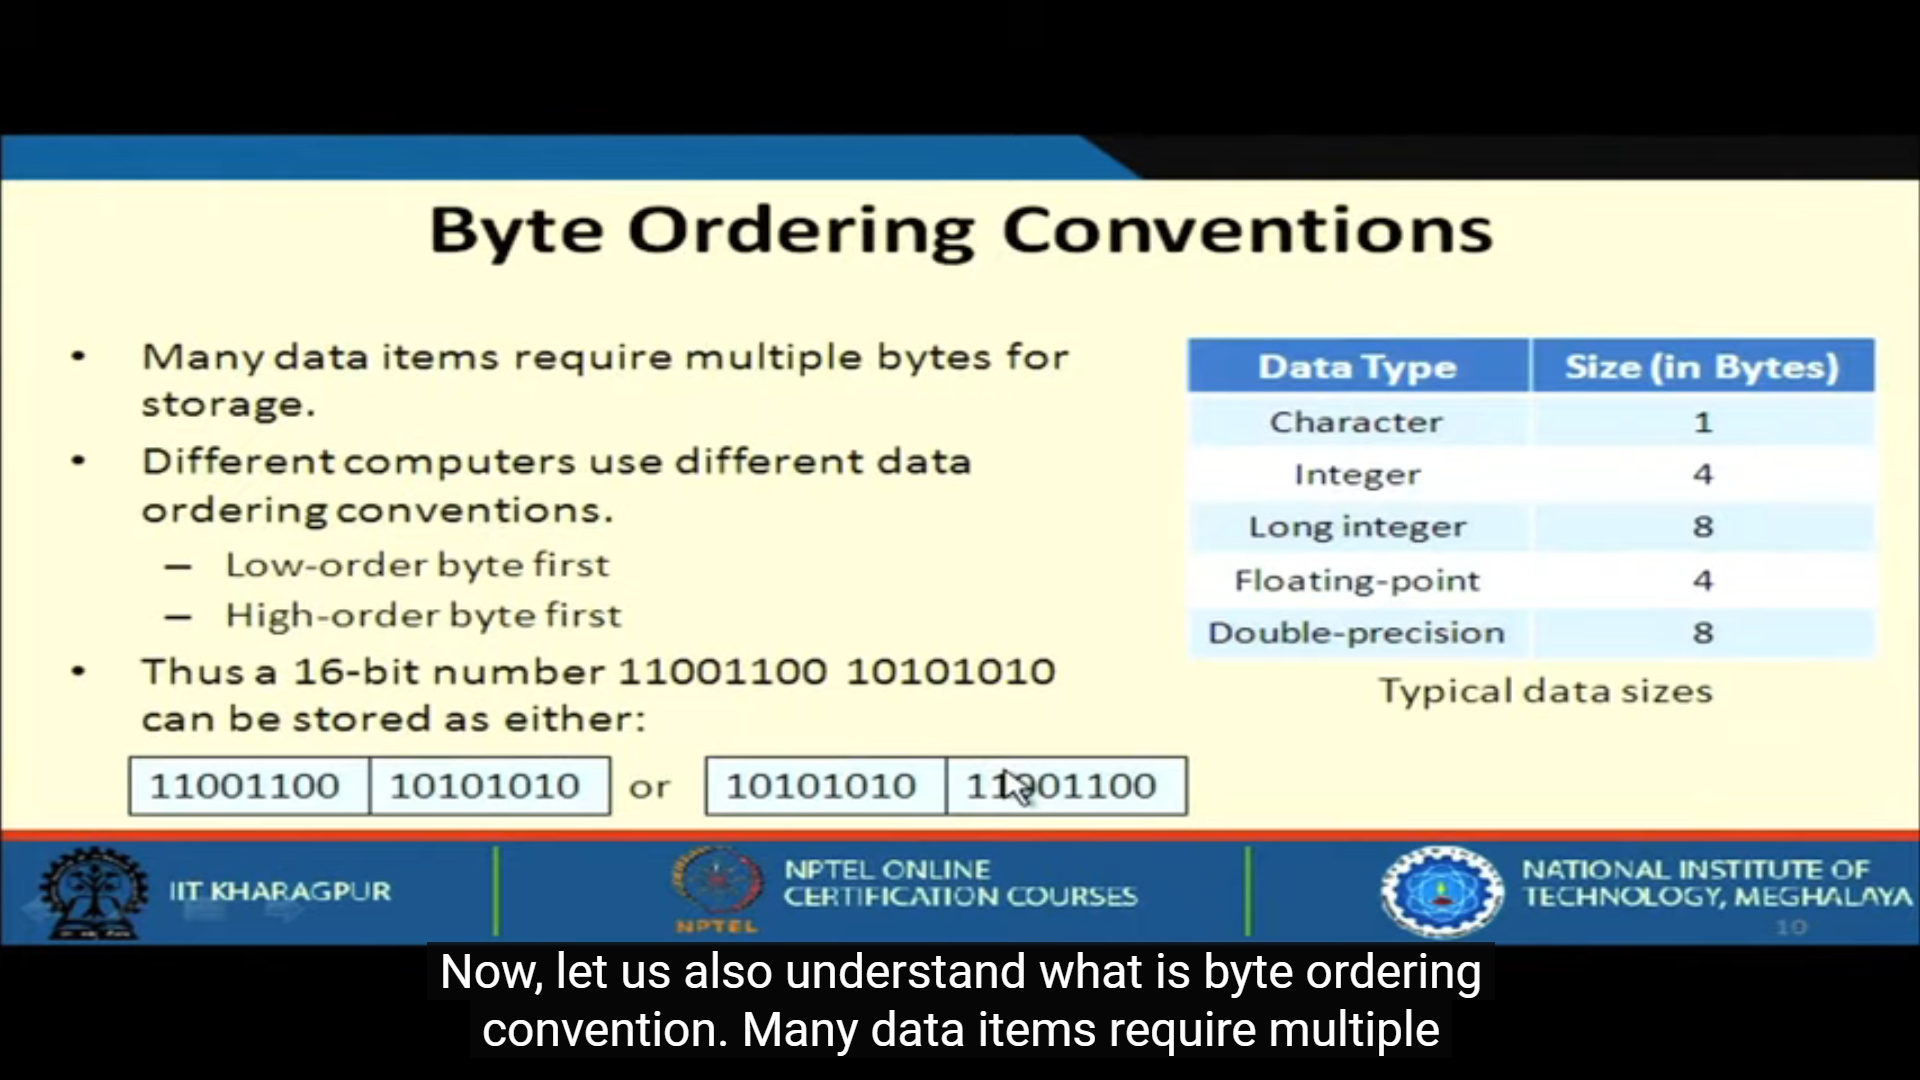 Byte Ordering Conventions
• Many data items require multiple bytes for
storage.
• Different computers use different data
ordering conventions.
– Low-order byte first
– High-order byte first
• Thus a 16-bit number 11001100 10101010
can be stored as either:
11001100 10101010 or 10101010 11001100
Data Type Size (in Bytes)
Character 1
Integer 4
Long integer 8
Floating-point 4
Double-precision 8
Typical data sizes
IIT KHARAGPUR
NPTEL
NPTEL ONLINE
CERTIFICATION COURSES
NATIONAL INSTITUTE OF
TECHNOLOGY, MEGHALAYA
10
Now, let us also understand what is byte ordering
convention. Many data items require multiple